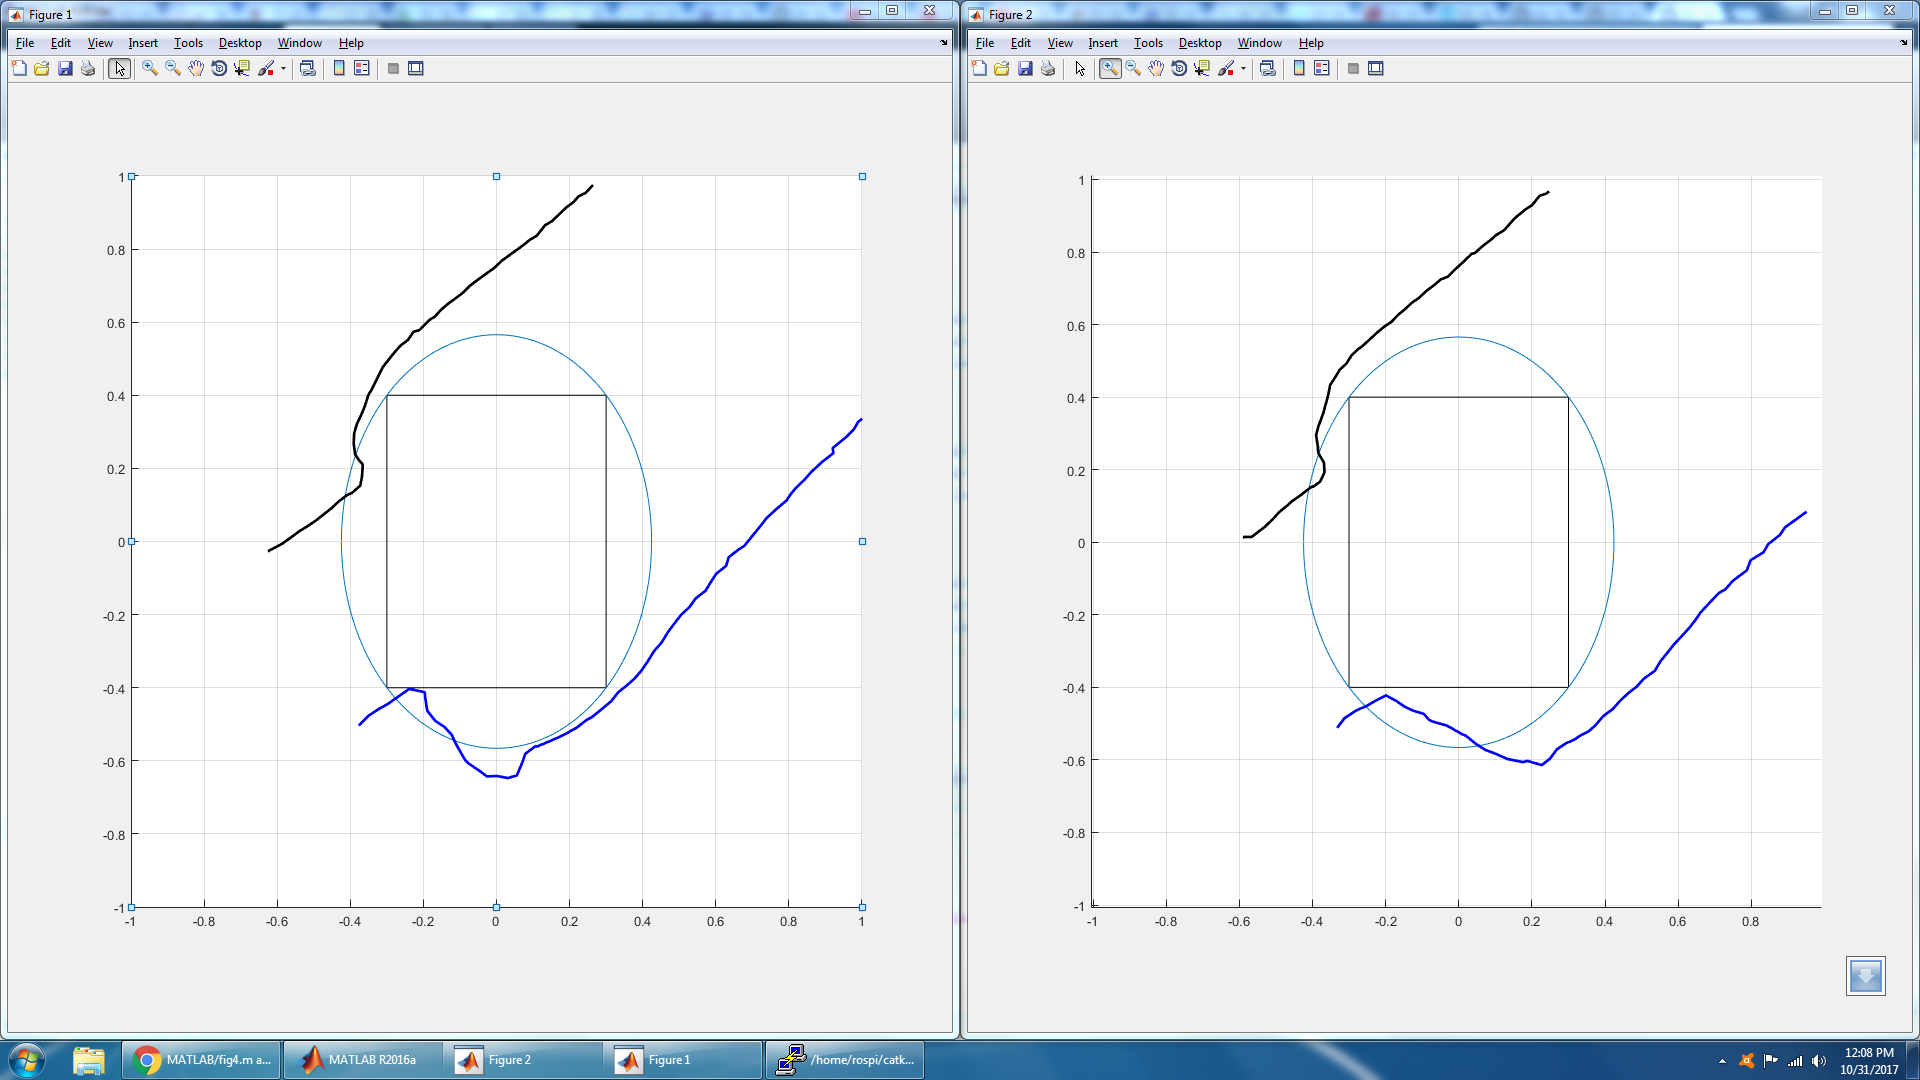 Figure 1
File Edit View Insert Tools Desktop Window Help
1
0.8
0.6
0.4
0.2
0
-0.2
-0.4
-0.6
-0.8
-1
-1 -0.8 -0.6 -0.4 -0.2 0 0.2 0.4 0.6 0.8 1
Figure 2
File Edit View Insert Tools Desktop Window Help
1
0.8
0.6
0.4
0.2
0
-0.2
-0.4
-0.6
-0.8
-1
-1 -0.8 -0.6 -0.4 -0.2 0 0.2 0.4 0.6 0.8
MATLAB/fig4.m a... MATLAB R2016a Figure 2 Figure 1 /home/rospi/catk...
12:08 PM
10/31/2017